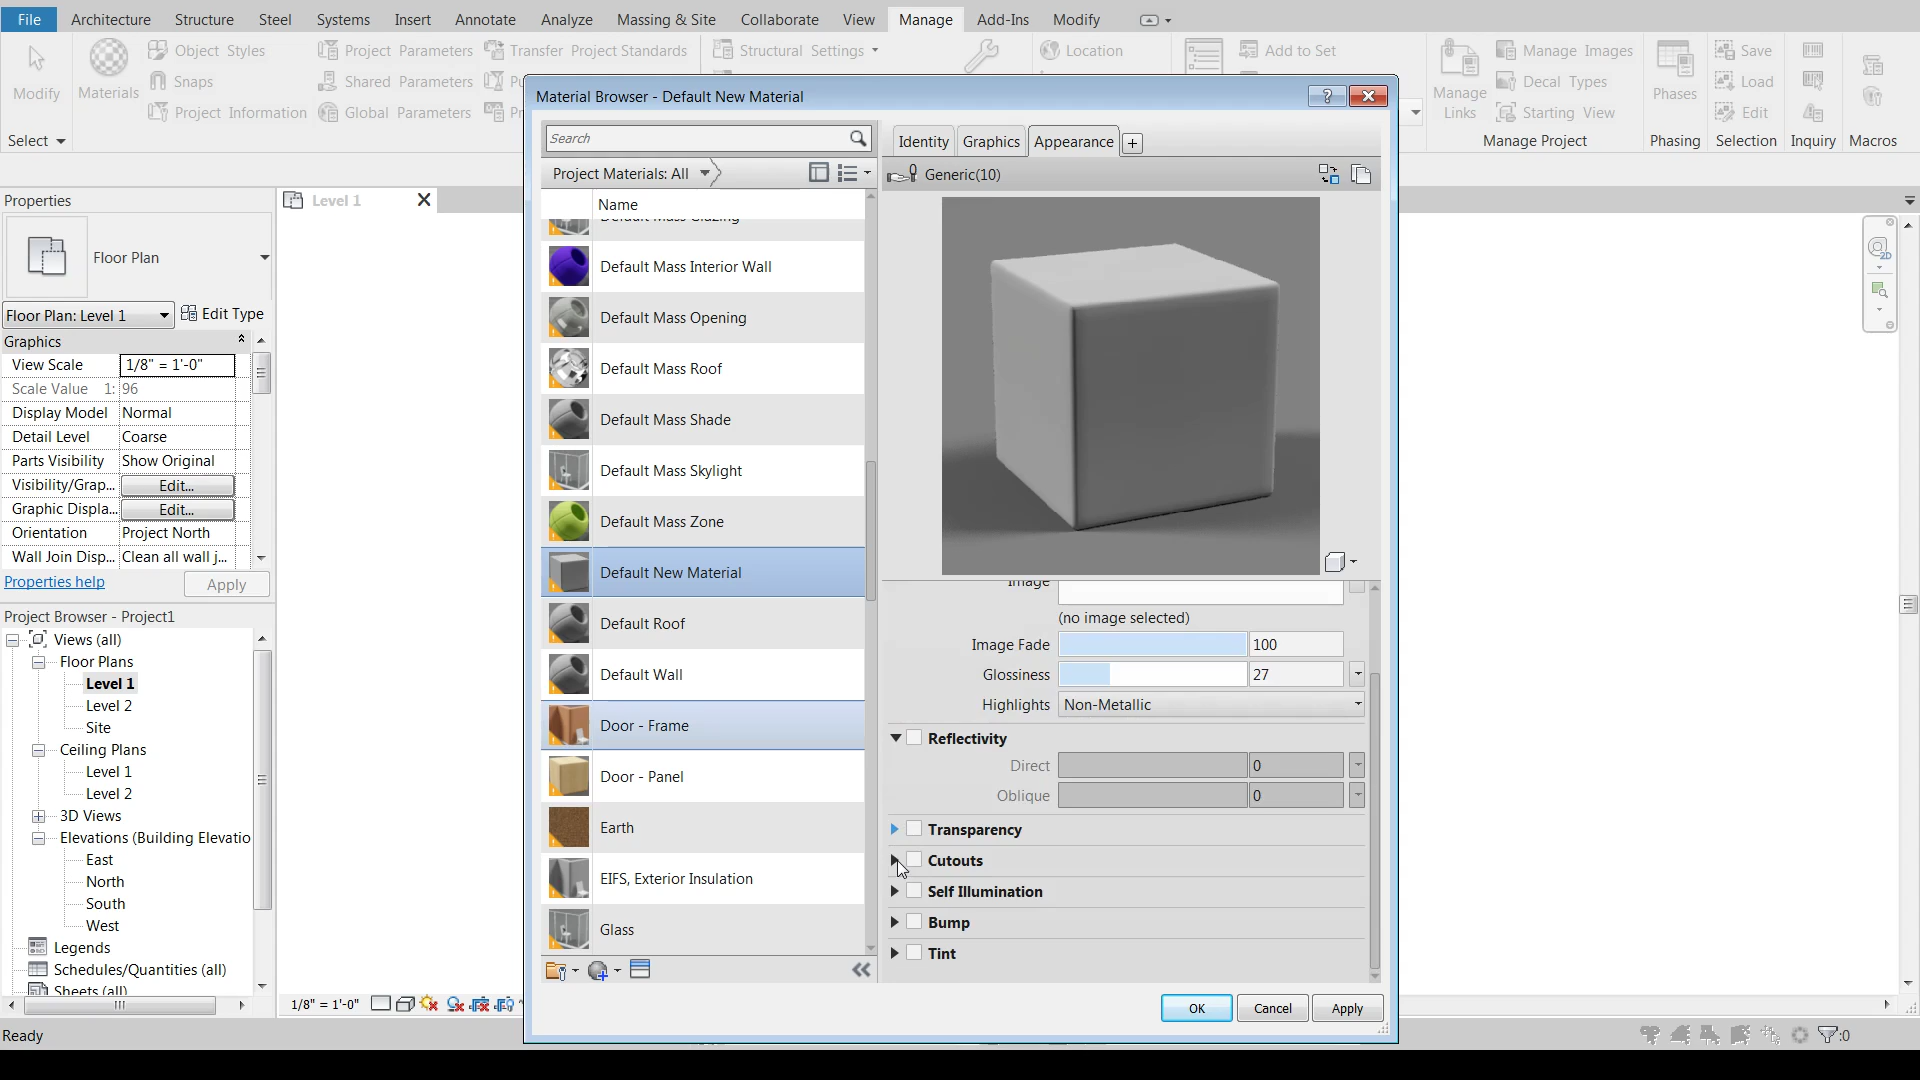 File Architecture Structure Steel Systems Insert Annotate Analyze Massing & Site Collaborate View Manage Add-Ins Modify
Modify
Select
Materials
Object Styles
Snaps
Project Information
Project Parameters
Shared Parameters
Global Parameters
Transfer Project Standards
Structural Settings
Location
Add to Set
Manage Links
Manage Images
Decal Types
Starting View
Manage Project
Phases
Phasing
Save
Load
Edit
Selection
Inquiry
Macros
Properties
Floor Plan
Floor Plan: Level 1 Edit Type
Graphics
View Scale 1/8" = 1'-0"
Scale Value 1: 96
Display Model Normal
Detail Level Coarse
Parts Visibility Show Original
Visibility/Grap... Edit...
Graphic Displa... Edit...
Orientation Project North
Wall Join Disp... Clean all wall j...
Properties help Apply
Project Browser - Project1
Views (all)
Floor Plans
Level 1
Level 2
Site
Ceiling Plans
Level 1
Level 2
3D Views
Elevations (Building Elevatio
East
North
South
West
Legends
Schedules/Quantities (all)
Sheets (all)
Level 1
1/8" = 1'-0"
Material Browser - Default New Material
?
Search
Project Materials: All
Name
Default Mass Glazing
Default Mass Interior Wall
Default Mass Opening
Default Mass Roof
Default Mass Shade
Default Mass Skylight
Default Mass Zone
Default New Material
Default Roof
Default Wall
Door - Frame
Door - Panel
Earth
EIFS, Exterior Insulation
Glass
Identity Graphics Appearance +
Generic(10)
Image
(no image selected)
Image Fade 100
Glossiness 27
Highlights Non-Metallic
Reflectivity
Direct 0
Oblique 0
Transparency
Cutouts
Self Illumination
Bump
Tint
OK Cancel Apply
2D
Ready
:0